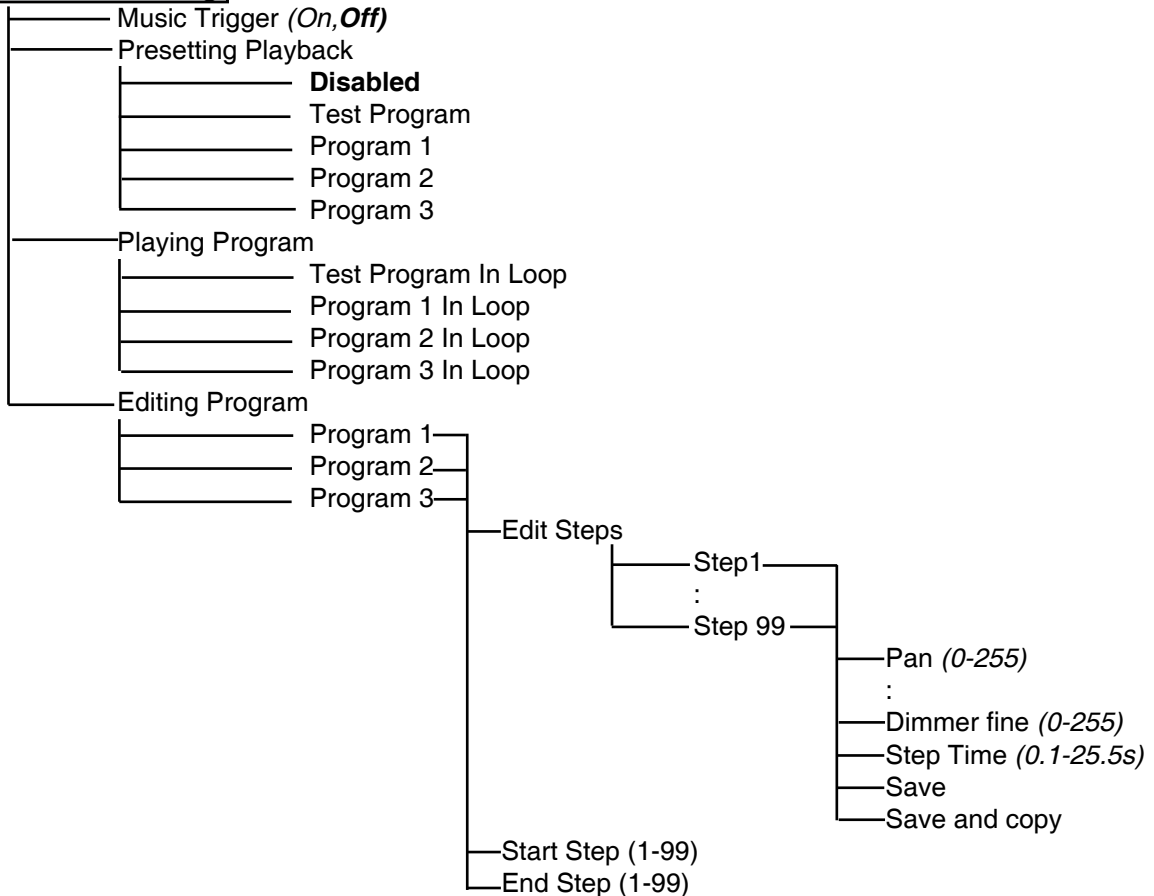 Music Trigger (On,Off)
Presetting Playback
Disabled
Test Program
Program 1
Program 2
Program 3
Playing Program
Test Program In Loop
Program 1 In Loop
Program 2 In Loop
Program 3 In Loop
Editing Program
Program 1
Program 2
Program 3
Edit Steps
Step1
:
Step 99
Pan (0-255)
:
Dimmer fine (0-255)
Step Time (0.1-25.5s)
Save
Save and copy
Start Step (1-99)
End Step (1-99)